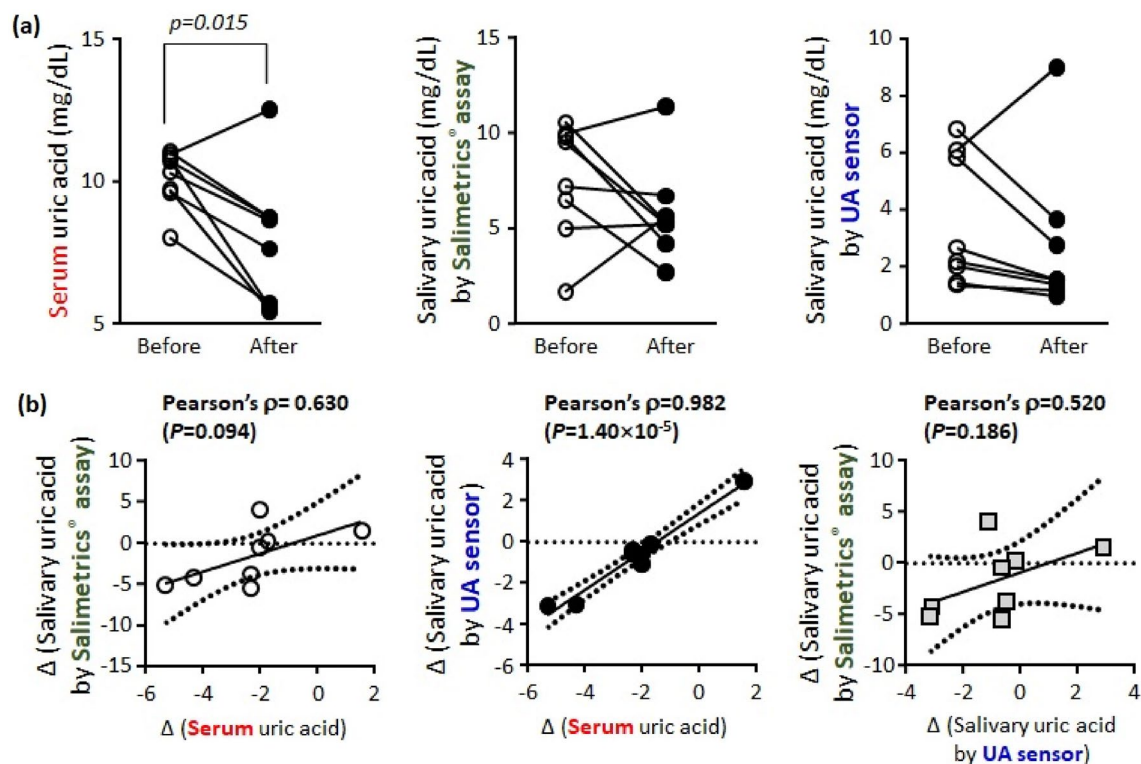 (a)
p=0.015
Serum uric acid (mg/dL)
15
10
5
Before After
Salivary uric acid (mg/dL)
by Salimetrics® assay
15
10
5
0
Before After
Salivary uric acid (mg/dL)
by UA sensor
10
8
6
4
2
0
Before After
(b)
Pearson's ρ= 0.630
(P=0.094)
Δ (Salivary uric acid
by Salimetrics® assay)
10
5
0
-5
-10
-15
-6 -4 -2 0 2
Δ (Serum uric acid)
Pearson's ρ=0.982
(P=1.40×10⁻⁵)
Δ (Salivary uric acid
by UA sensor)
4
2
0
-2
-4
-6
-6 -4 -2 0 2
Δ (Serum uric acid)
Pearson's ρ=0.520
(P=0.186)
Δ (Salivary uric acid
by Salimetrics® assay)
10
5
0
-5
-10
-4 -2 0 2 4
Δ (Salivary uric acid
by UA sensor)